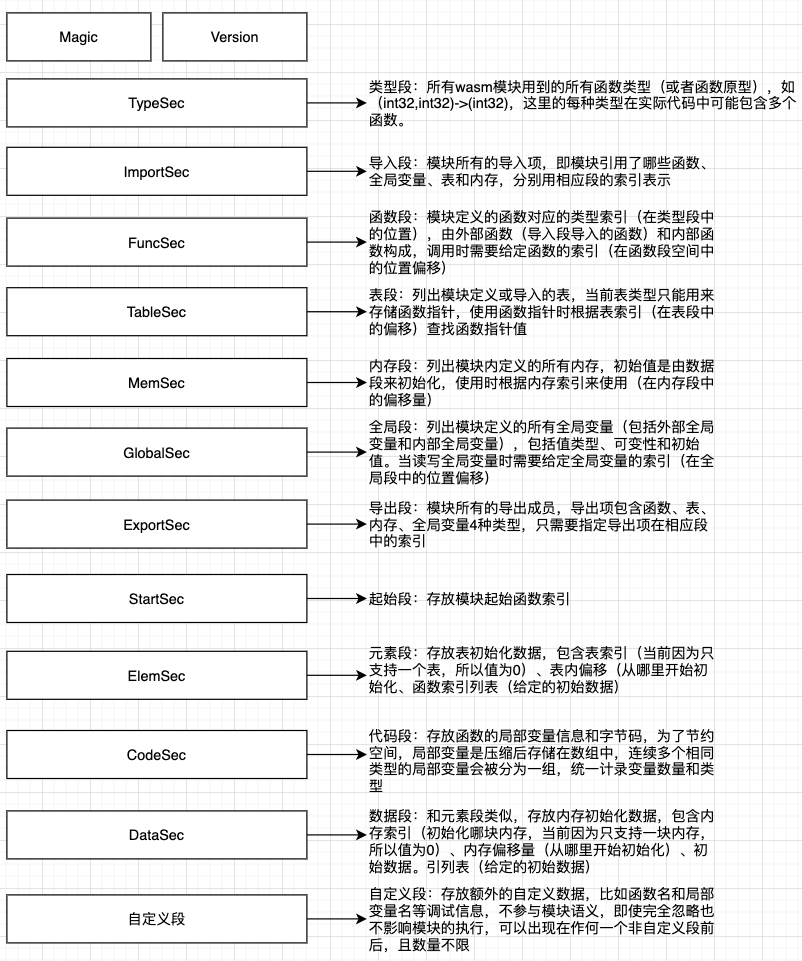 Magic
Version
TypeSec
类型段：所有wasm模块用到的所有函数类型（或者函数原型），如
（int32,int32)->(int32)，这里的每种类型在实际代码中可能包含多个
函数。
ImportSec
导入段：模块所有的导入项，即模块引用了哪些函数、
全局变量、表和内存，分别用相应段的索引表示
FuncSec
函数段：模块定义的函数对应的类型索引（在类型段中
的位置），由外部函数（导入段导入的函数）和内部函
数构成，调用时需要给定函数的索引（在函数段空间中
的位置偏移）
TableSec
表段：列出模块定义或导入的表，当前表类型只能用来
存储函数指针，使用函数指针时根据表索引（在表段中
的偏移）查找函数指针值
MemSec
内存段：列出模块内定义的所有内存，初始值是由数据
段来初始化，使用时根据内存索引来使用（在内存段中
的偏移量）
GlobalSec
全局段：列出模块定义的所有全局变量（包括外部全局
变量和内部全局变量），包括值类型、可变性和初始
值。当读写全局变量时需要给定全局变量的索引（在全
局段中的位置偏移）
ExportSec
导出段：模块所有的导出成员，导出项包含函数、表、
内存、全局变量4种类型，只需要指定导出项在相应段
中的索引
StartSec
起始段：存放模块起始函数索引
ElemSec
元素段：存放表初始化数据，包含表索引（当前因为只
支持一个表，所以值为0）、表内偏移（从哪里开始初
始化、函数索引列表（给定的初始数据）
CodeSec
代码段：存放函数的局部变量信息和字节码，为了节约
空间，局部变量是压缩后存储在数组中，连续多个相同
类型的局部变量会被分为一组，统一计录变量数量和类
型
DataSec
数据段：和元素段类似，存放内存初始化数据，包含内
存索引（初始化哪块内存，当前因为只支持一块内存，
所以值为0）、内存偏移量（从哪里开始初始化）、初
始数据。引列表（给定的初始数据）
自定义段
自定义段：存放额外的自定义数据，比如函数名和局部
变量名等调试信息，不参与模块语义，即使完全忽略也
不影响模块的执行，可以出现在作何一个非自定义段前
后，且数量不限